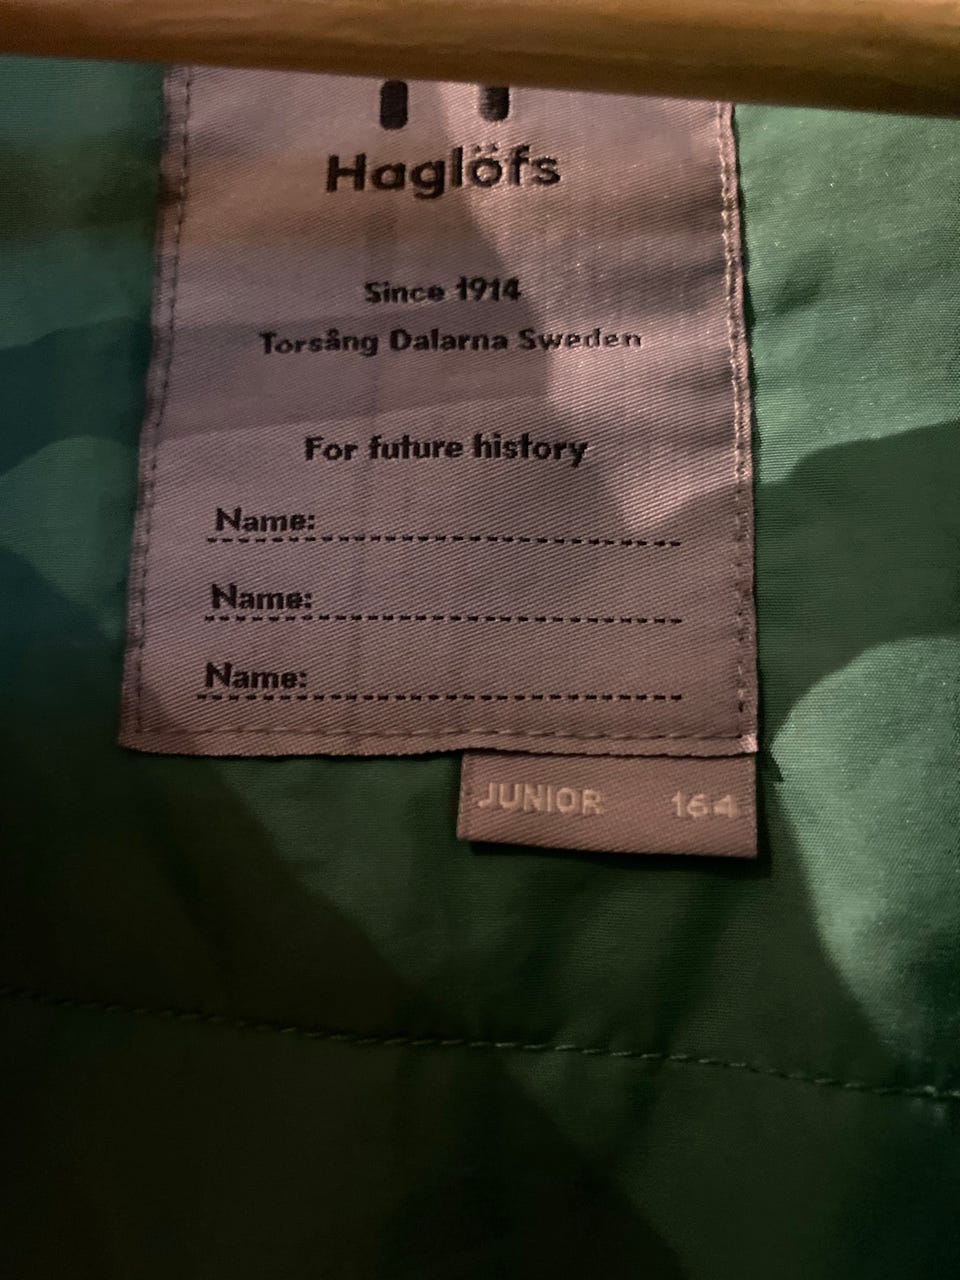 Haglöfs
Since 1914
Torsång Dalarna Sweden
For future history
Name:
Name:
Name:
JUNIOR 164